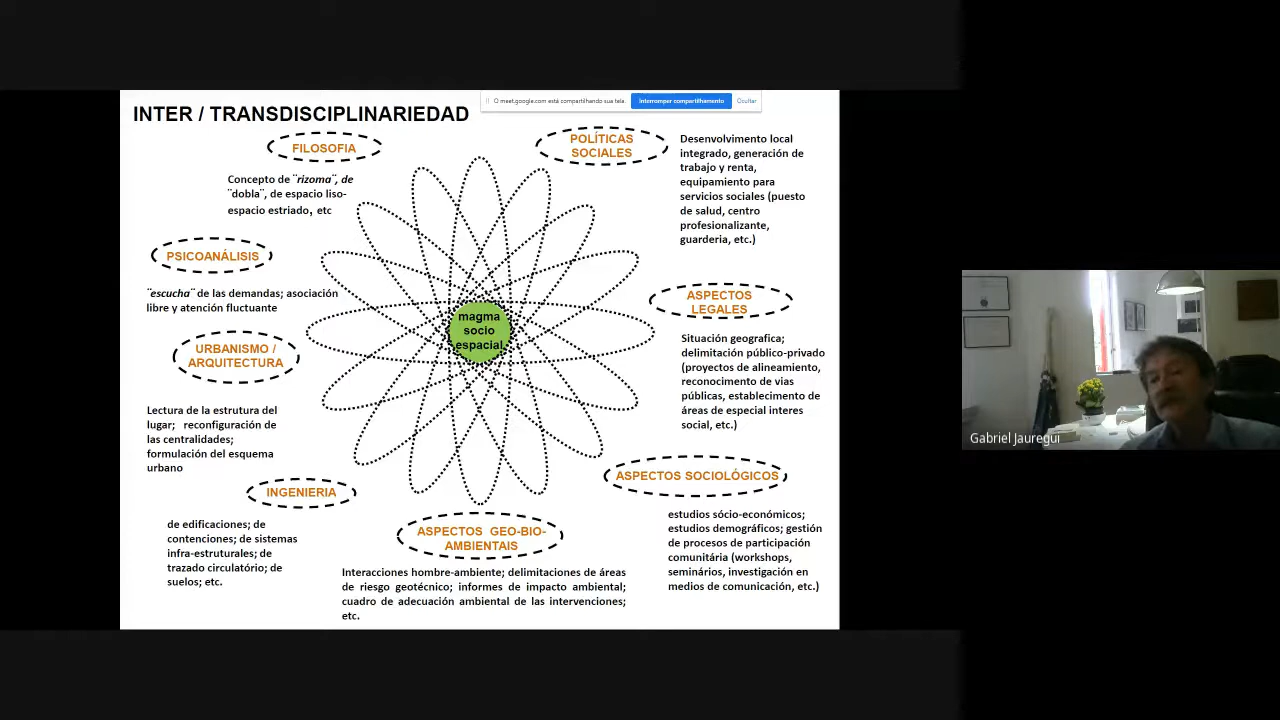 INTER / TRANSDISCIPLINARIEDAD
O meet.google.com está compartilhando sua tela.
Interromper compartilhamento
Ocultar
FILOSOFIA
Concepto de ¨rizoma¨, de
¨dobla¨, de espacio liso-
espacio estriado, etc
PSICOANÁLISIS
¨escucha¨ de las demandas; asociación
libre y atención fluctuante
URBANISMO /
ARQUITECTURA
Lectura de la estrutura del
lugar; reconfiguración de
las centralidades;
formulación del esquema
urbano
INGENIERIA
de edificaciones; de
contenciones; de sistemas
infra-estruturales; de
trazado circulatório; de
suelos; etc.
magma
socio
espacial
ASPECTOS GEO-BIO-
AMBIENTAIS
Interacciones hombre-ambiente; delimitaciones de áreas
de riesgo geotécnico; informes de impacto ambiental;
cuadro de adecuación ambiental de las intervenciones;
etc.
POLÍTICAS
SOCIALES
Desenvolvimento local
integrado, generación de
trabajo y renta,
equipamiento para
servicios sociales (puesto
de salud, centro
profesionalizante,
guarderia, etc.)
ASPECTOS
LEGALES
Situación geografica;
delimitación público-privado
(proyectos de alineamiento,
reconocimento de vias
públicas, establecimento de
áreas de especial interes
social, etc.)
ASPECTOS SOCIOLÓGICOS
estudios sócio-económicos;
estudios demográficos; gestión
de procesos de participación
comunitária (workshops,
seminários, investigación en
medios de comunicación, etc.)
Gabriel Jauregui